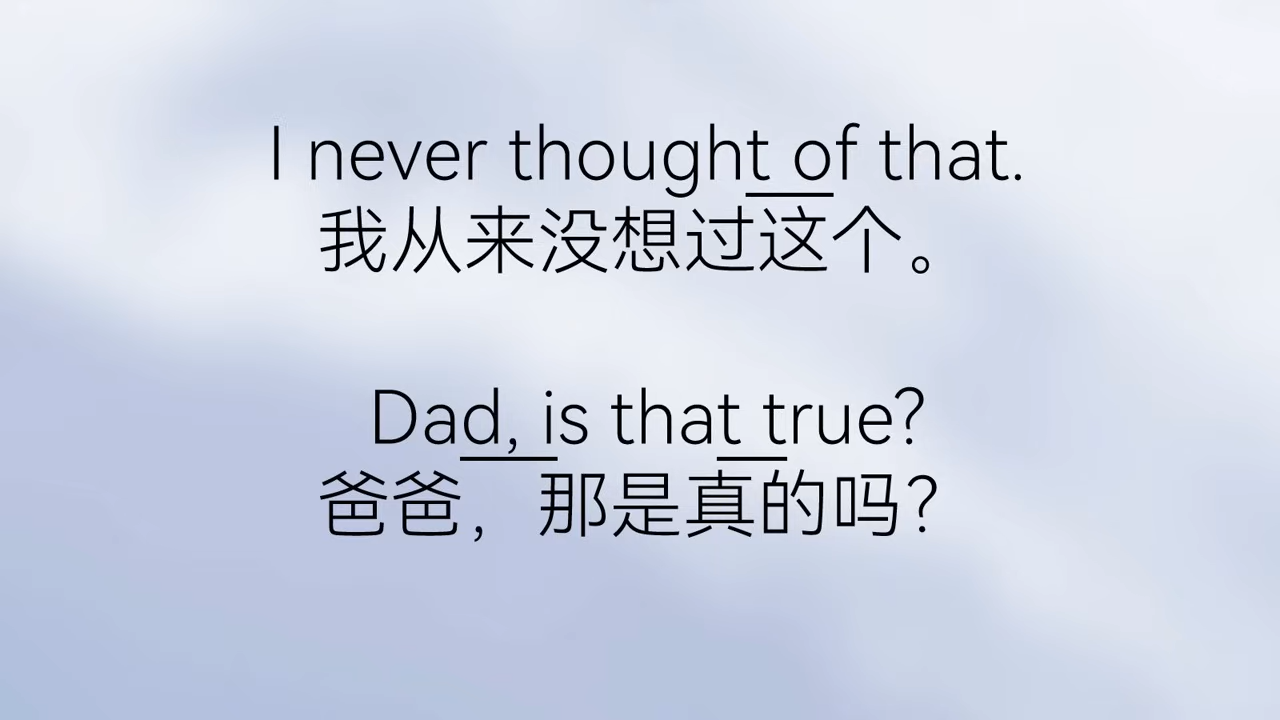 I never thought of that.
我从来没想过这个。
Dad, is that true?
爸爸，那是真的吗？